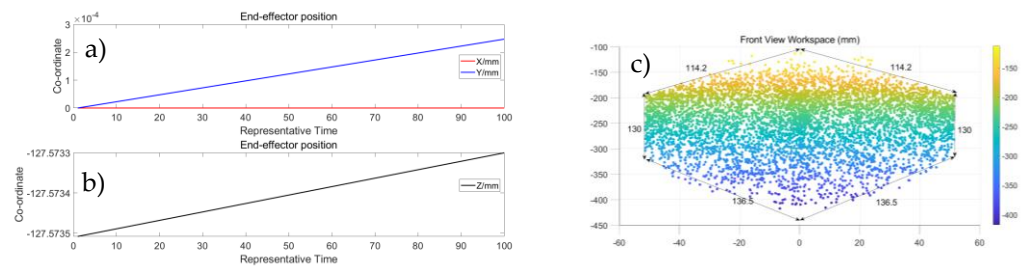 End-effector position
×10⁻⁴
a)
3
2
1
0
Co-ordinate
X/mm
Y/mm
0 10 20 30 40 50 60 70 80 90 100
Representative Time
End-effector position
b)
-127.5733
-127.5734
-127.5735
Co-ordinate
Z/mm
0 10 20 30 40 50 60 70 80 90 100
Representative Time
Front View Workspace (mm)
c)
-100
-150
-200
-250
-300
-350
-400
-450
114.2
114.2
130
130
136.5
136.5
-60 -40 -20 0 20 40 60
-150
-200
-250
-300
-350
-400